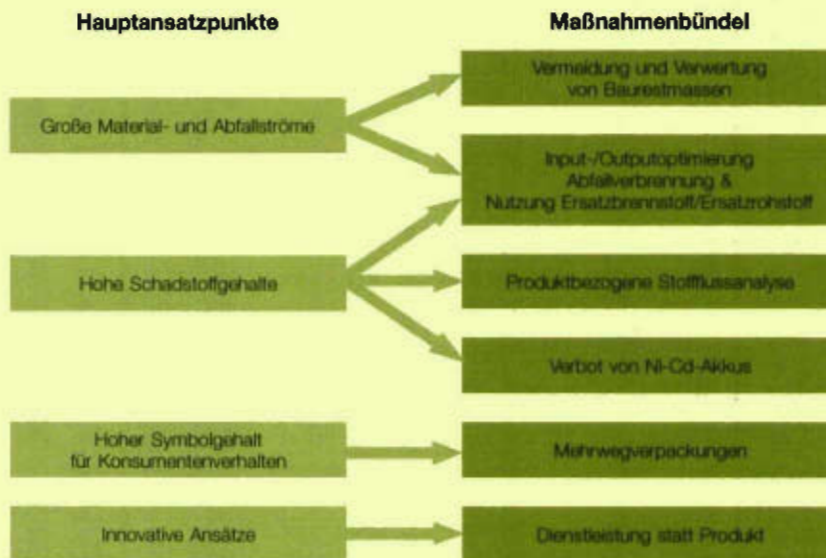 Hauptansatzpunkte
Maßnahmenbündel
Große Material- und Abfallströme
Vermeidung und Verwertung
von Baurestmassen
Input-/Outputoptimierung
Abfallverbrennung &
Nutzung Ersatzbrennstoff/Ersatzrohstoff
Hohe Schadstoffgehalte
Produktbezogene Stoffflussanalyse
Verbot von Ni-Cd-Akkus
Hoher Symbolgehalt
für Konsumentenverhalten
Mehrwegverpackungen
Innovative Ansätze
Dienstleistung statt Produkt